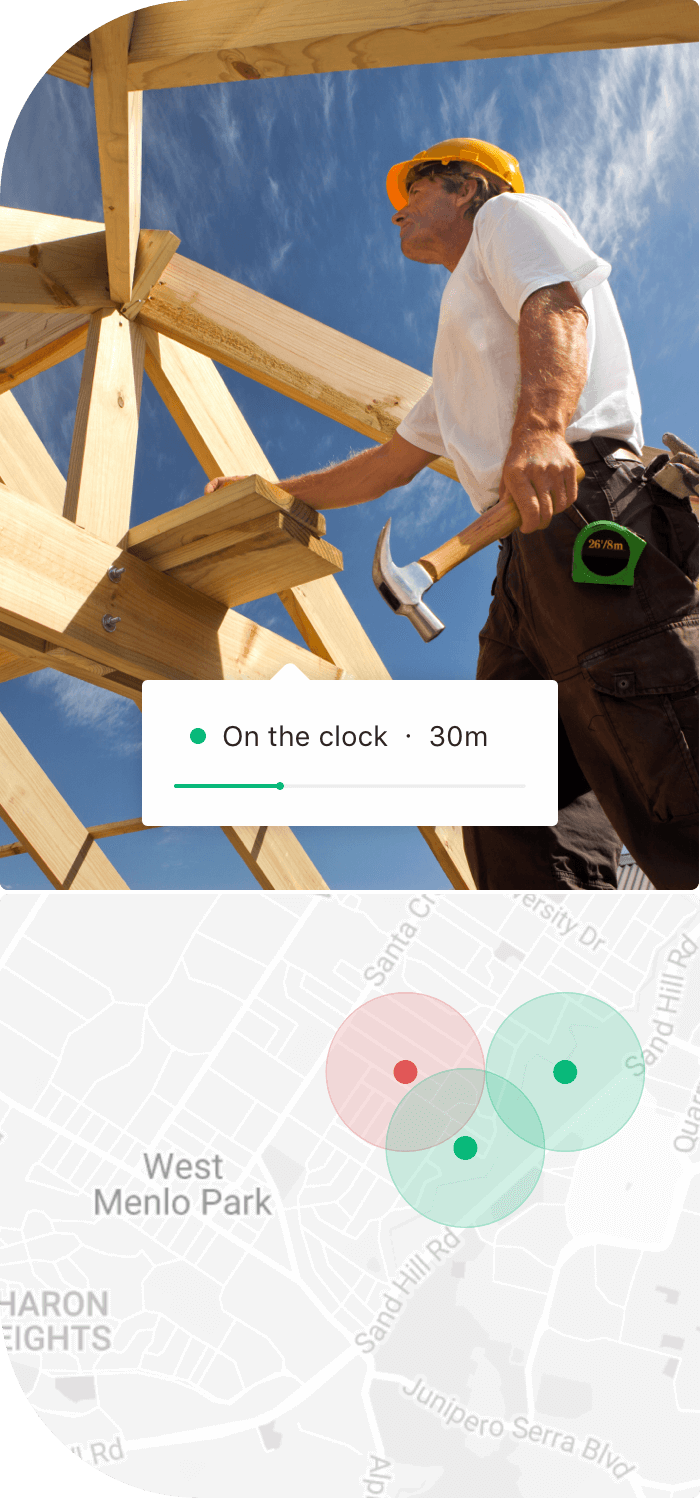 26'/8m
On the clock · 30m
Santa C
ersity Dr
Sand Hill Rd
Quar
West
Menlo Park
Sand Hill Rd
HARON
EIGHTS
Junipero Serra Blvd
ll Rd
Alp